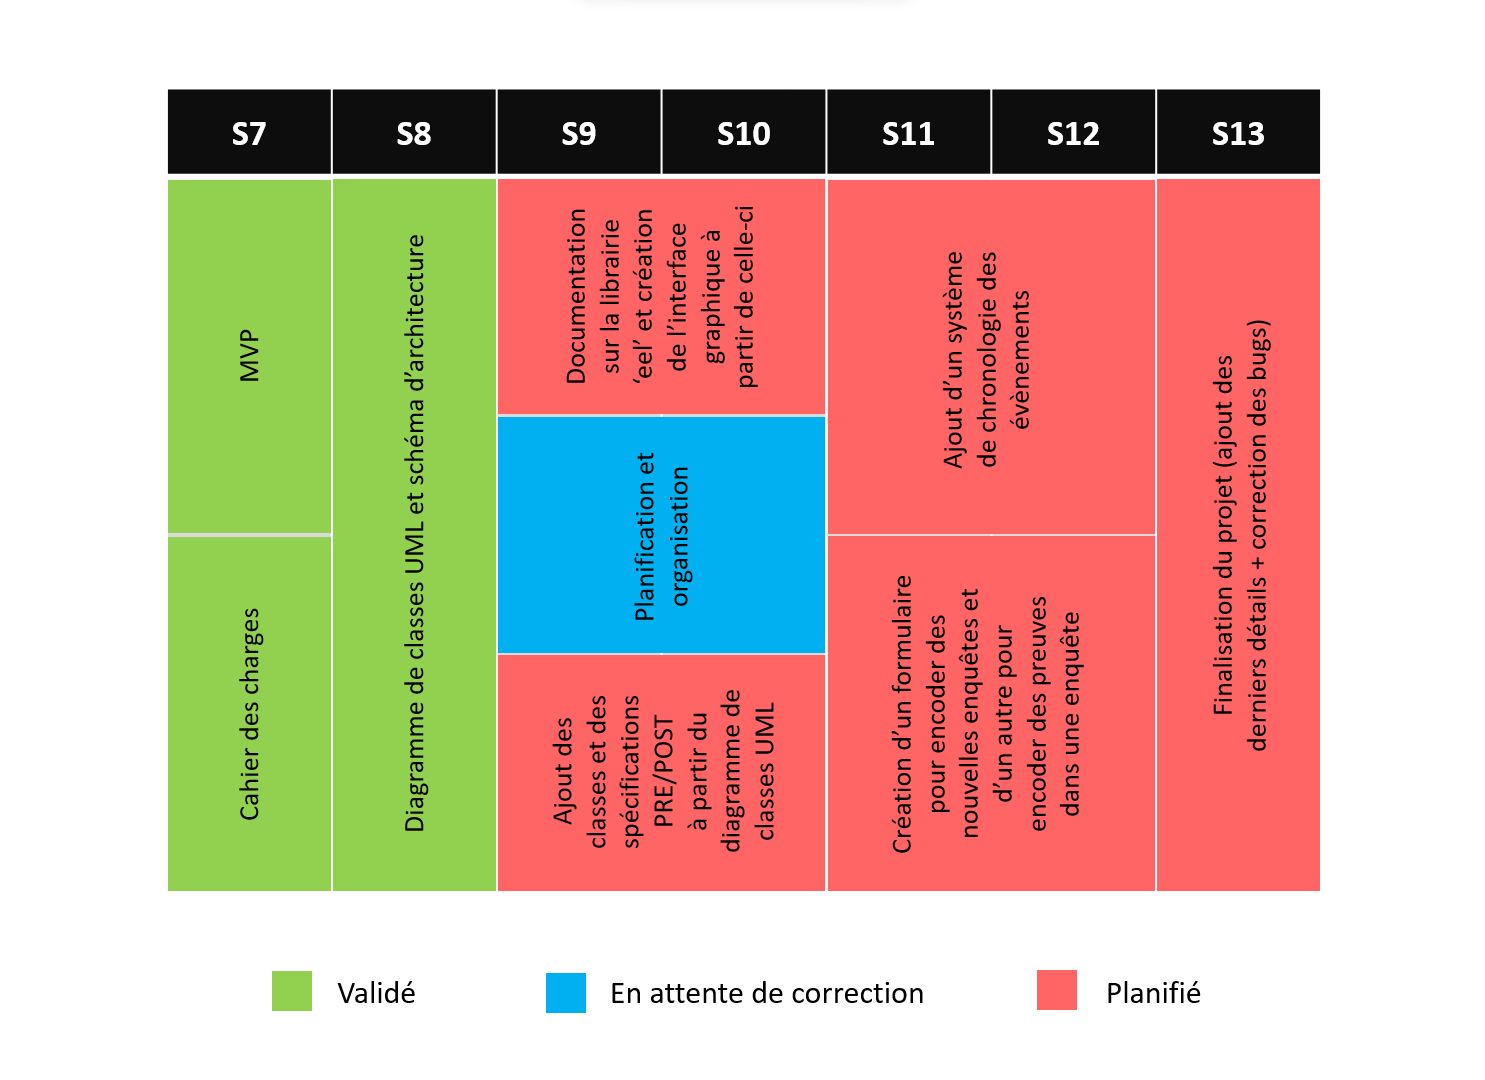 S7
S8
S9
S10
S11
S12
S13
MVP
Cahier des charges
Diagramme de classes UML et schéma d’architecture
Documentation
sur la librairie
‘eel’ et création
de l’interface
graphique à
partir de celle-ci
Planification et
organisation
Ajout des
classes et des
spécifications
PRE/POST
à partir du
diagramme de
classes UML
Ajout d’un système
de chronologie des
évènements
Création d’un formulaire
pour encoder des
nouvelles enquêtes et
d’un autre pour
encoder des preuves
dans une enquête
Finalisation du projet (ajout des
derniers détails + correction des bugs)
Validé
En attente de correction
Planifié